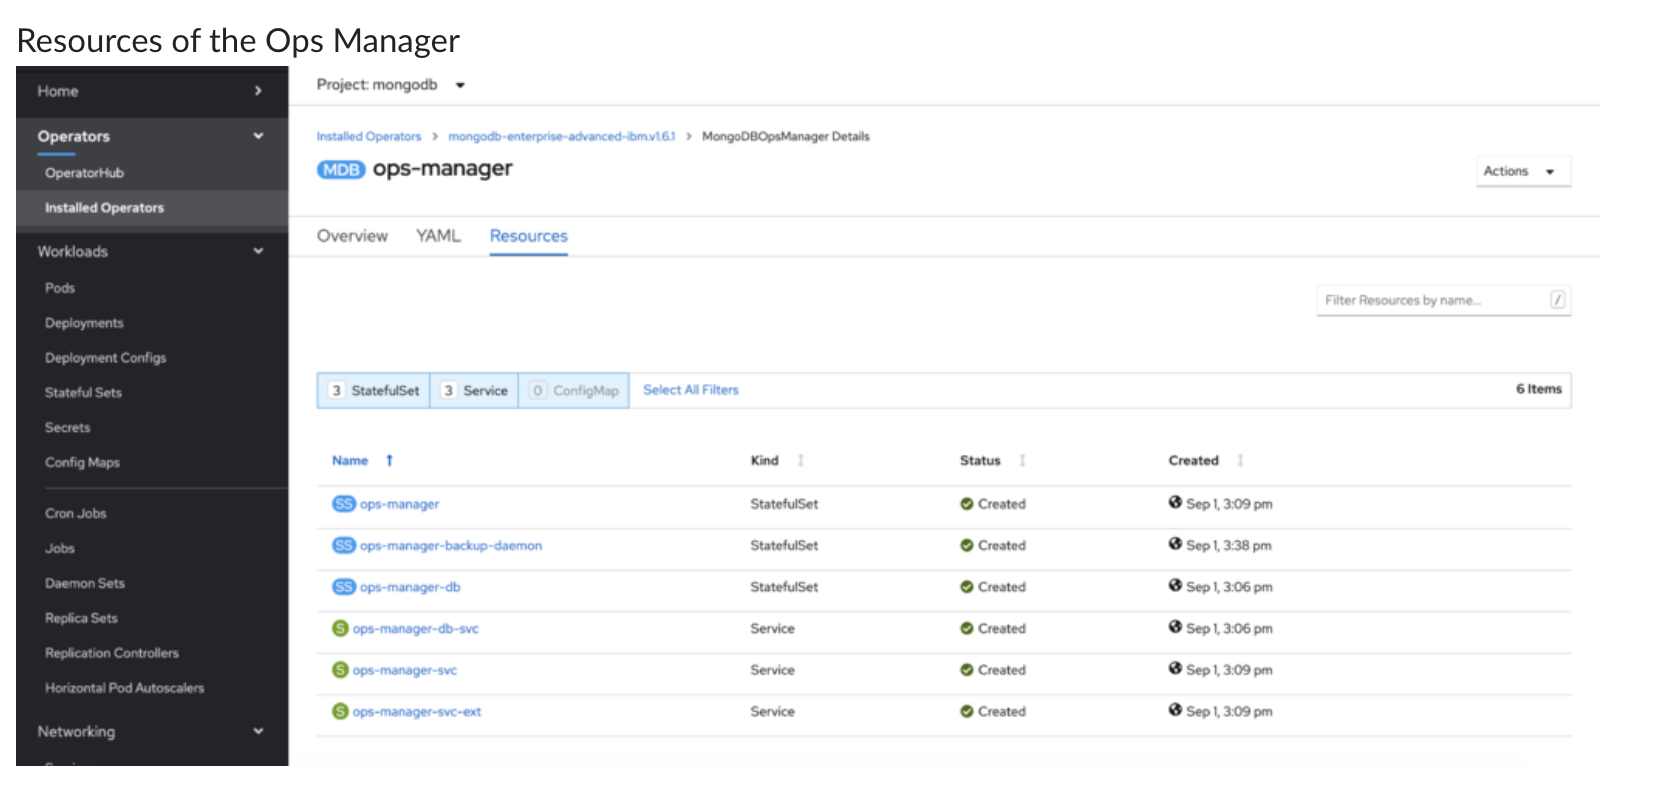 Resources of the Ops Manager
Home
Operators
OperatorHub
Installed Operators
Workloads
Pods
Deployments
Deployment Configs
Stateful Sets
Secrets
Config Maps
Cron Jobs
Jobs
Daemon Sets
Replica Sets
Replication Controllers
Horizontal Pod Autoscalers
Networking
Project: mongodb
Installed Operators > mongodb-enterprise-advanced-ibm.v1.6.1 > MongoDBOpsManager Details
MDB ops-manager
Actions
Overview YAML Resources
Filter Resources by name... /
3 StatefulSet 3 Service 0 ConfigMap Select All Filters 6 Items
Name Kind Status Created
SS ops-manager StatefulSet Created Sep 1, 3:09 pm
SS ops-manager-backup-daemon StatefulSet Created Sep 1, 3:38 pm
SS ops-manager-db StatefulSet Created Sep 1, 3:06 pm
S ops-manager-db-svc Service Created Sep 1, 3:06 pm
S ops-manager-svc Service Created Sep 1, 3:09 pm
S ops-manager-svc-ext Service Created Sep 1, 3:09 pm